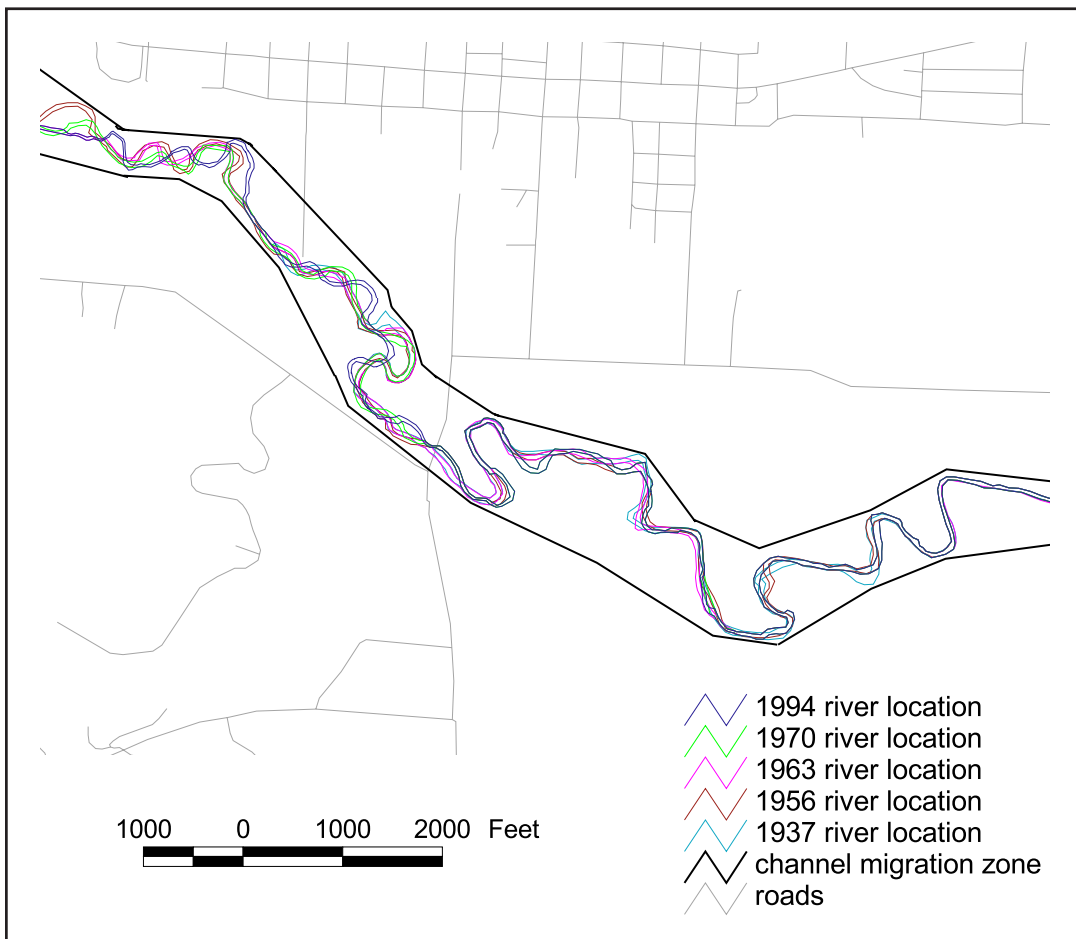 1994 river location
1970 river location
1963 river location
1956 river location
1937 river location
channel migration zone
roads
1000 0 1000 2000 Feet